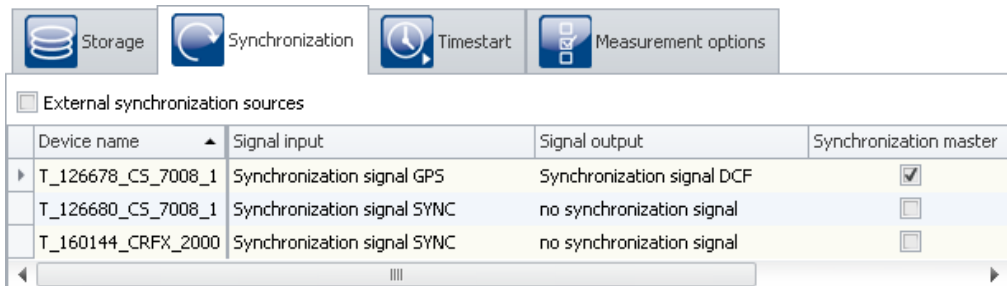 Storage Synchronization Timestart Measurement options
External synchronization sources
Device name Signal input Signal output Synchronization master
T_126678_CS_7008_1 Synchronization signal GPS Synchronization signal DCF
T_126680_CS_7008_1 Synchronization signal SYNC no synchronization signal
T_160144_CRFX_2000 Synchronization signal SYNC no synchronization signal